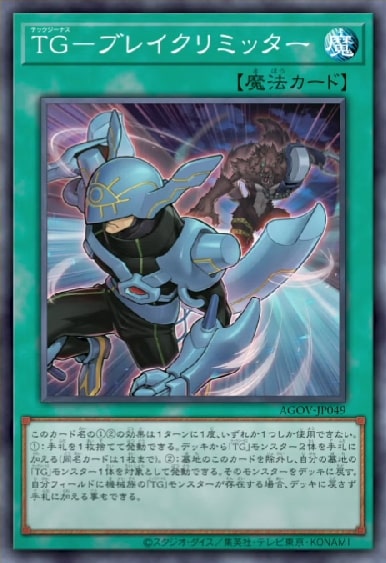 テックジーナス
TG－ブレイクリミッター
魔
まほう
【魔法カード】
AGOV-JP049
このカード名の①②の効果は1ターンに1度、いずれか1つしか使用できない。
①：手札を1枚捨てて発動できる。デッキから「TG」モンスター2体を手札に
加える（同名カードは1枚まで）。②：墓地のこのカードを除外し、自分の墓地の
「TG」モンスター1体を対象として発動できる。そのモンスターをデッキに戻す。
自分フィールドに機械族の「TG」モンスターが存在する場合、デッキに戻さず
手札に加える事もできる。
©スタジオ・ダイス／集英社・テレビ東京・KONAMI